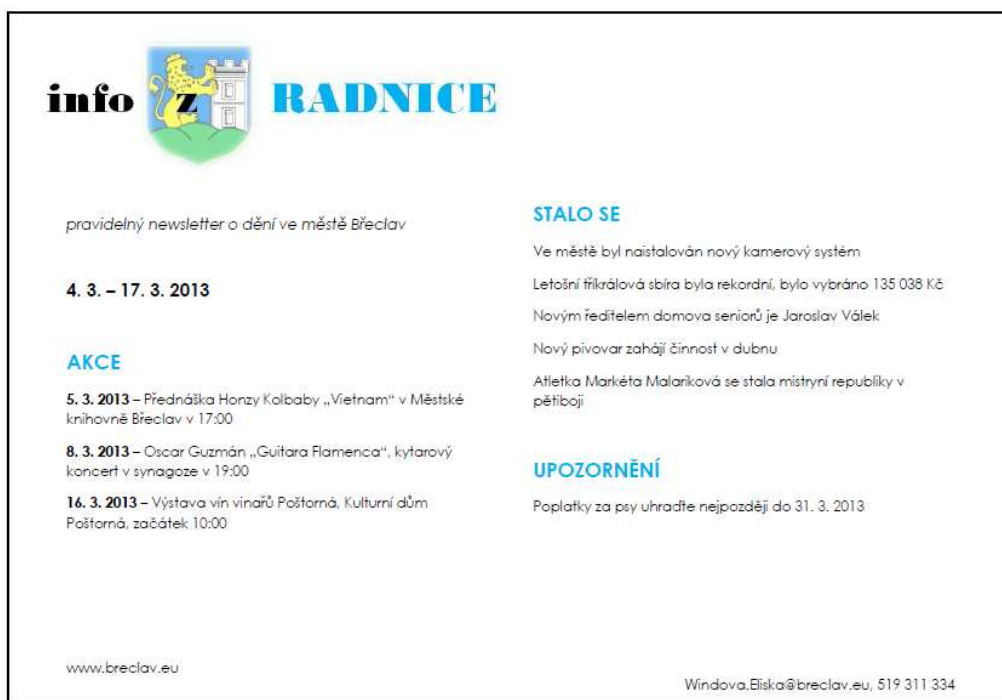 info z RADNICE
pravidelný newsletter o dění ve městě Břeclav
4. 3. – 17. 3. 2013
AKCE
5. 3. 2013 – Přednáška Honzy Kolbaby „Vietnam“ v Městské
knihovně Břeclav v 17:00
8. 3. 2013 – Oscar Guzmán „Guitara Flamenca“, kytarový
koncert v synagoze v 19:00
16. 3. 2013 – Výstava vín vinařů Poštorná, Kulturní dům
Poštorná, začátek 10:00
STALO SE
Ve městě byl naistalován nový kamerový systém
Letošní tříkrálová sbíra byla rekordní, bylo vybráno 135 038 Kč
Novým ředitelem domova seniorů je Jaroslav Válek
Nový pivovar zahájí činnost v dubnu
Atletka Markéta Malariková se stala mistryní republiky v
pětiboji
UPOZORNĚNÍ
Poplatky za psy uhraďte nejpozději do 31. 3. 2013
www.breclav.eu
Windova.Eliska@breclav.eu, 519 311 334